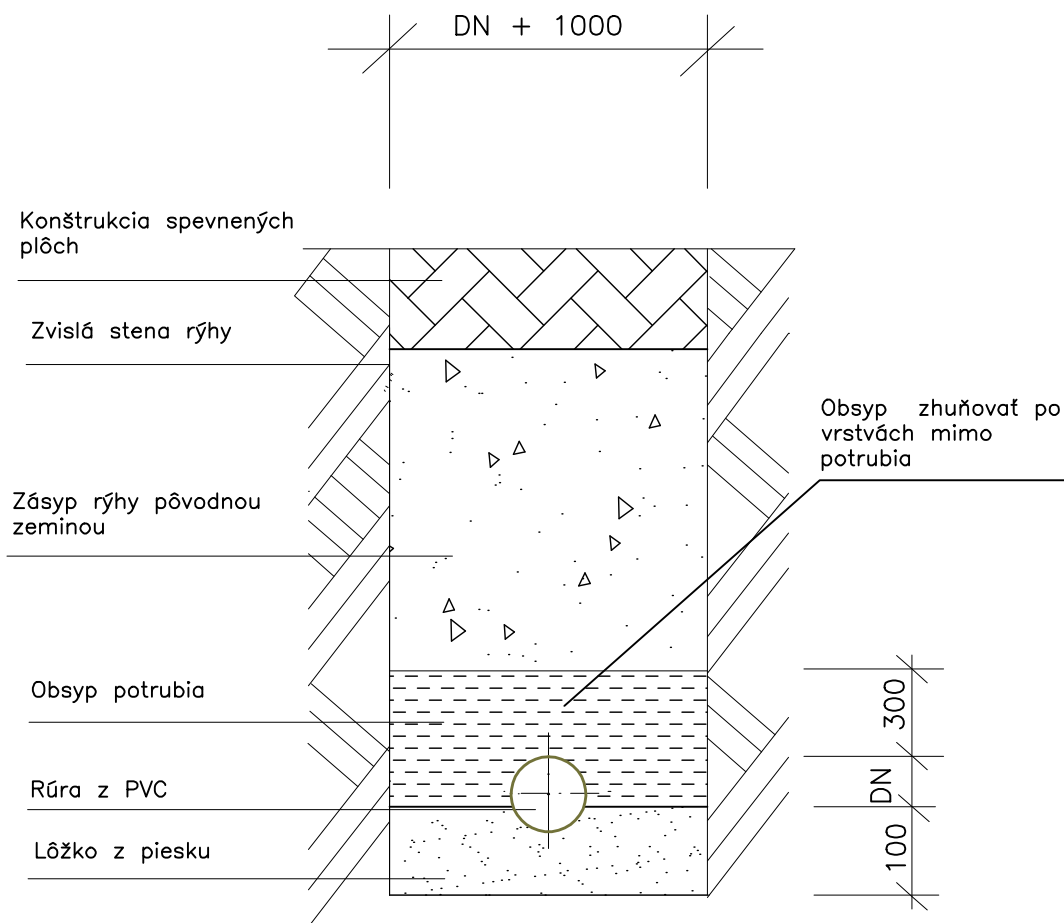 DN + 1000
Konštrukcia spevnených
plôch
Zvislá stena rýhy
Obsyp zhuňovať po
vrstvách mimo
potrubia
Zásyp rýhy pôvodnou
zeminou
Obsyp potrubia
300
Rúra z PVC
DN
Lôžko z piesku
100